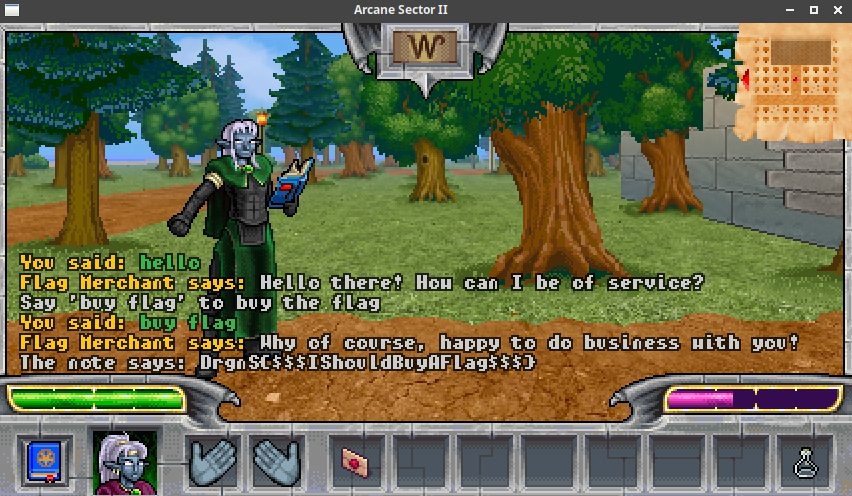 Arcane Sector II
W
You said: hello
Flag Merchant says: Hello there! How can I be of service?
Say 'buy flag' to buy the flag
You said: buy flag
Flag Merchant says: Why of course, happy to do business with you!
The note says: DrgnS{$$$IShouldBuyAFlag$$$}